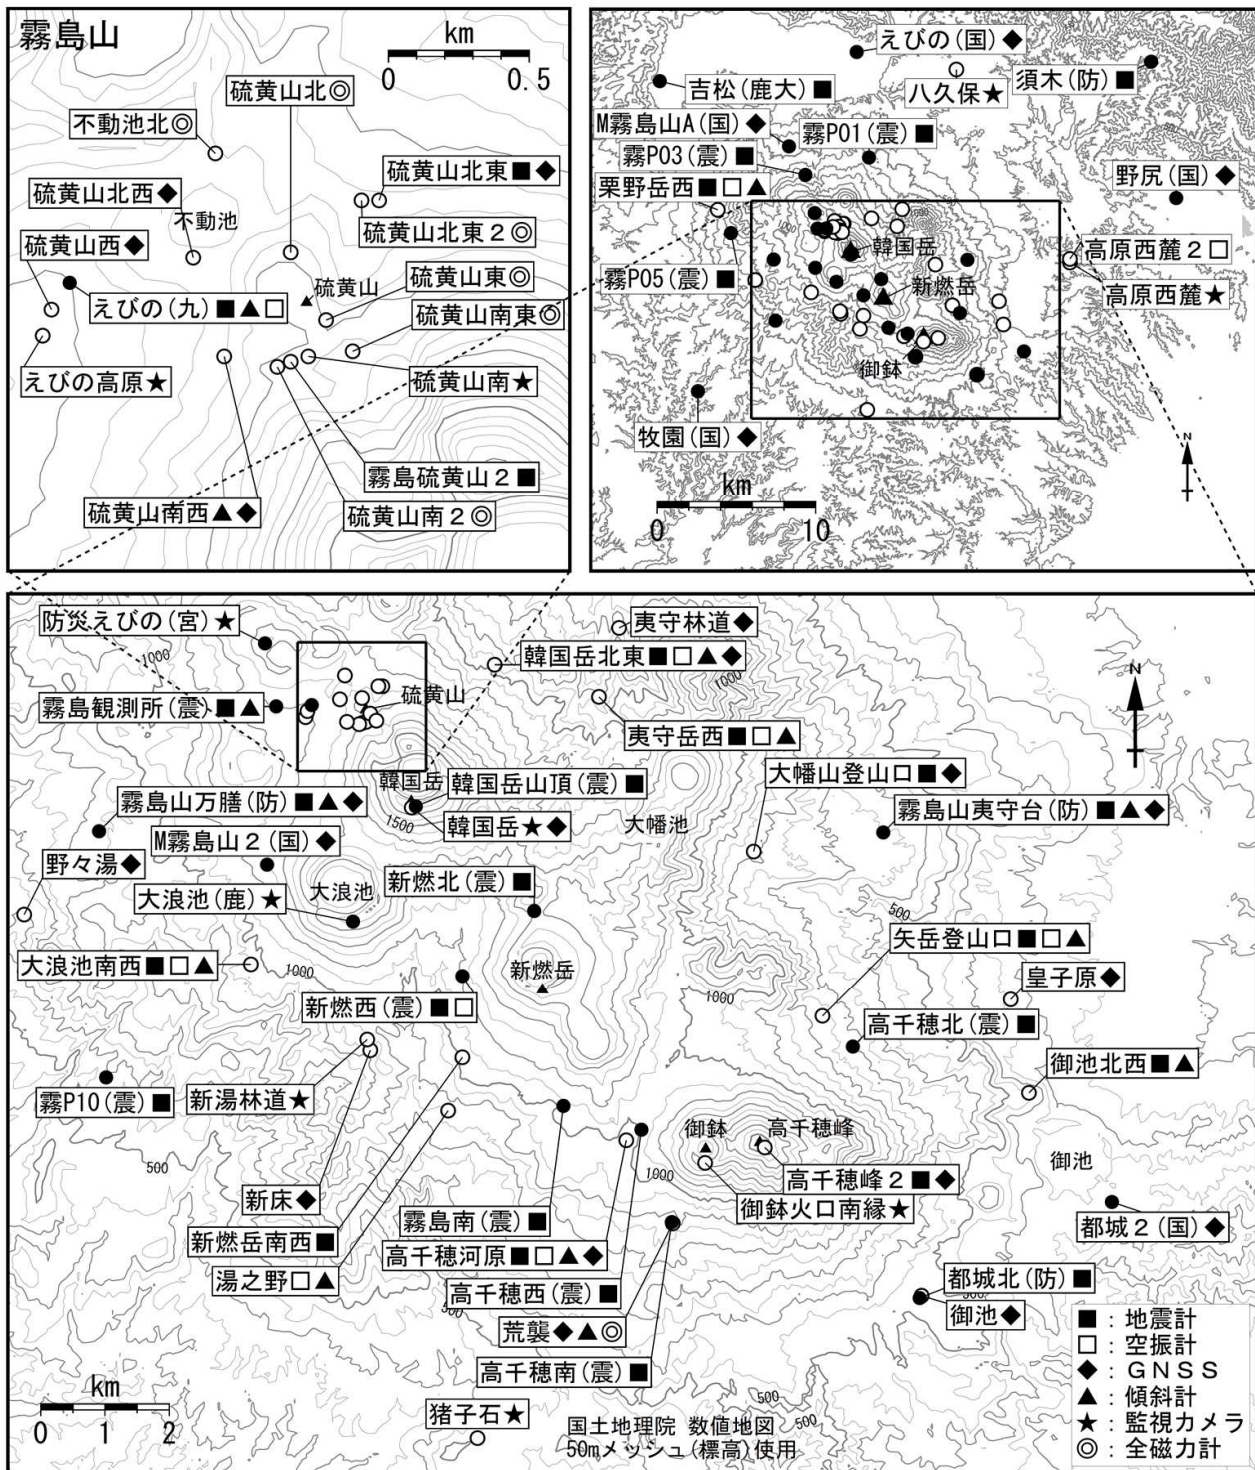 霧島山
km
0 0.5
硫黄山北◎
不動池北◎
硫黄山北東■◆
硫黄山北西◆
不動池
硫黄山北東2◎
硫黄山西◆
硫黄山東◎
硫黄山
えびの(九)■▲□
硫黄山南東◎
えびの高原★
硫黄山南★
霧島硫黄山2■
硫黄山南西▲◆
硫黄山南2◎
えびの(国)◆
吉松(鹿大)■
八久保★
須木(防)■
M霧島山A(国)◆
霧P01(震)■
霧P03(震)■
栗野岳西■□▲
野尻(国)◆
1000
1000
韓国岳
高原西麓2□
霧P05(震)■
新燃岳
高原西麓★
御鉢
牧園(国)◆
N
km
0 10
防災えびの(宮)★
夷守林道◆
1000
韓国岳北東■□▲◆
1000
N
霧島観測所(震)■▲
硫黄山
夷守岳西■□▲
大幡山登山口■◆
韓国岳
韓国岳山頂(震)■
霧島山万膳(防)■▲◆
1500
韓国岳★◆
大幡池
霧島山夷守台(防)■▲◆
M霧島山2(国)◆
野々湯◆
大浪池
新燃北(震)■
大浪池(鹿)★
500
矢岳登山口■□▲
大浪池南西■□▲
1000
新燃岳
皇子原◆
新燃西(震)■□
1000
高千穂北(震)■
御池北西■▲
霧P10(震)■
新湯林道★
500
御鉢
高千穂峰
御池
1000
高千穂峰2■◆
新床◆
霧島南(震)■
御鉢火口南縁★
都城2(国)◆
新燃岳南西■
高千穂河原■□▲◆
湯之野□▲
高千穂西(震)■
都城北(防)■
500
500
御池◆
荒襲◆▲◎
高千穂南(震)■
km
0 1 2
500
猪子石★
500
国土地理院 数値地図
50mメッシュ(標高)使用
■:地震計
□:空振計
◆:GNSS
▲:傾斜計
★:監視カメラ
◎:全磁力計